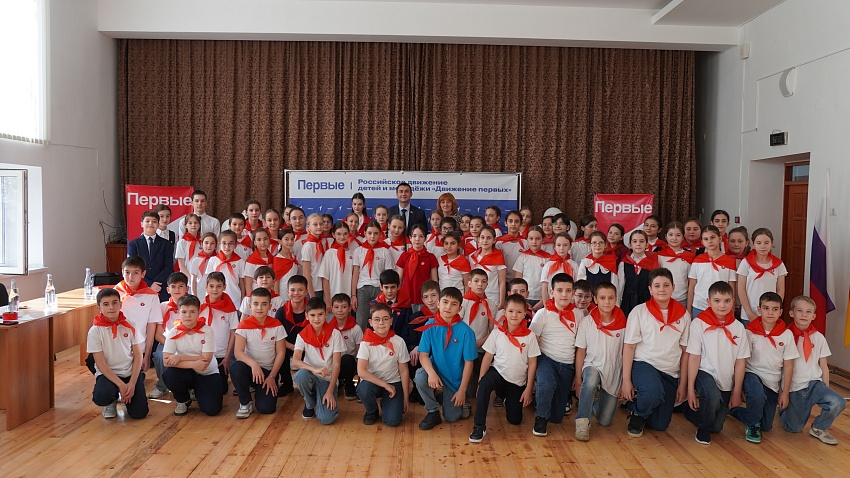 Первые
Российское движение
детей и молодёжи «Движение первых»
Первые
Первые